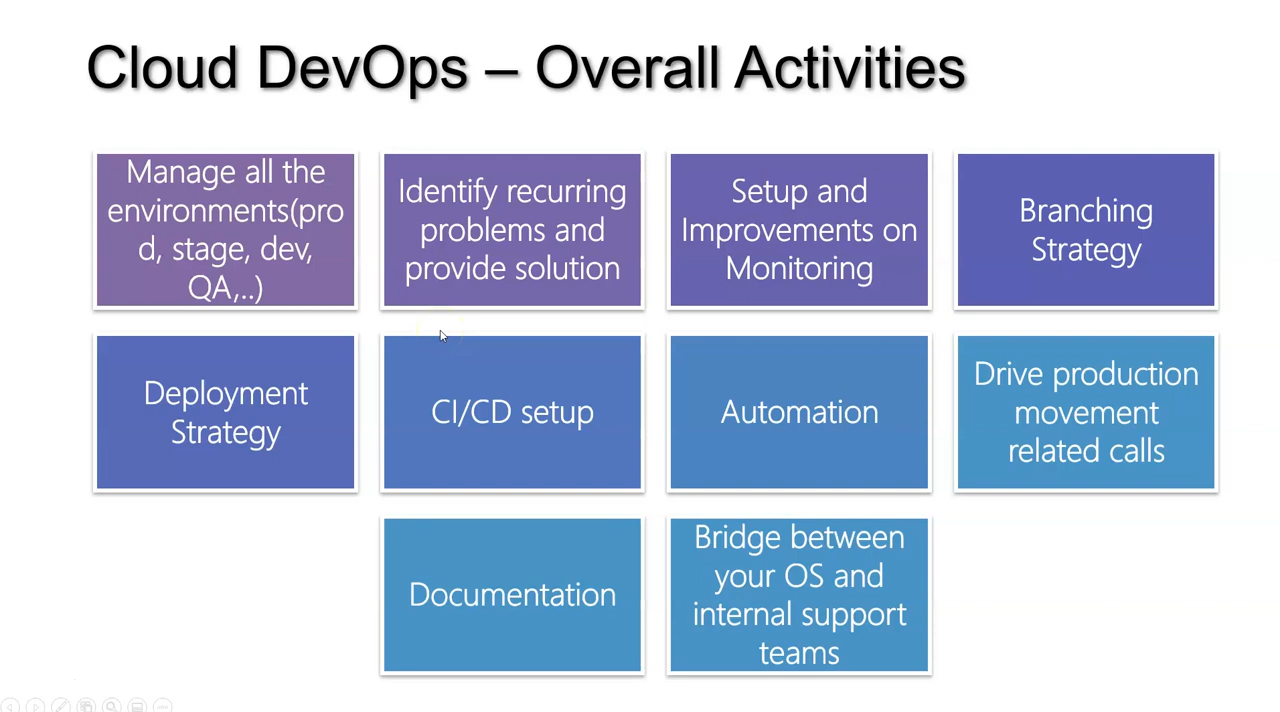 Cloud DevOps – Overall Activities
Manage all the
environments(pro
d, stage, dev,
QA,..)
Identify recurring
problems and
provide solution
Setup and
Improvements on
Monitoring
Branching
Strategy
Deployment
Strategy
CI/CD setup
Automation
Drive production
movement
related calls
Documentation
Bridge between
your OS and
internal support
teams